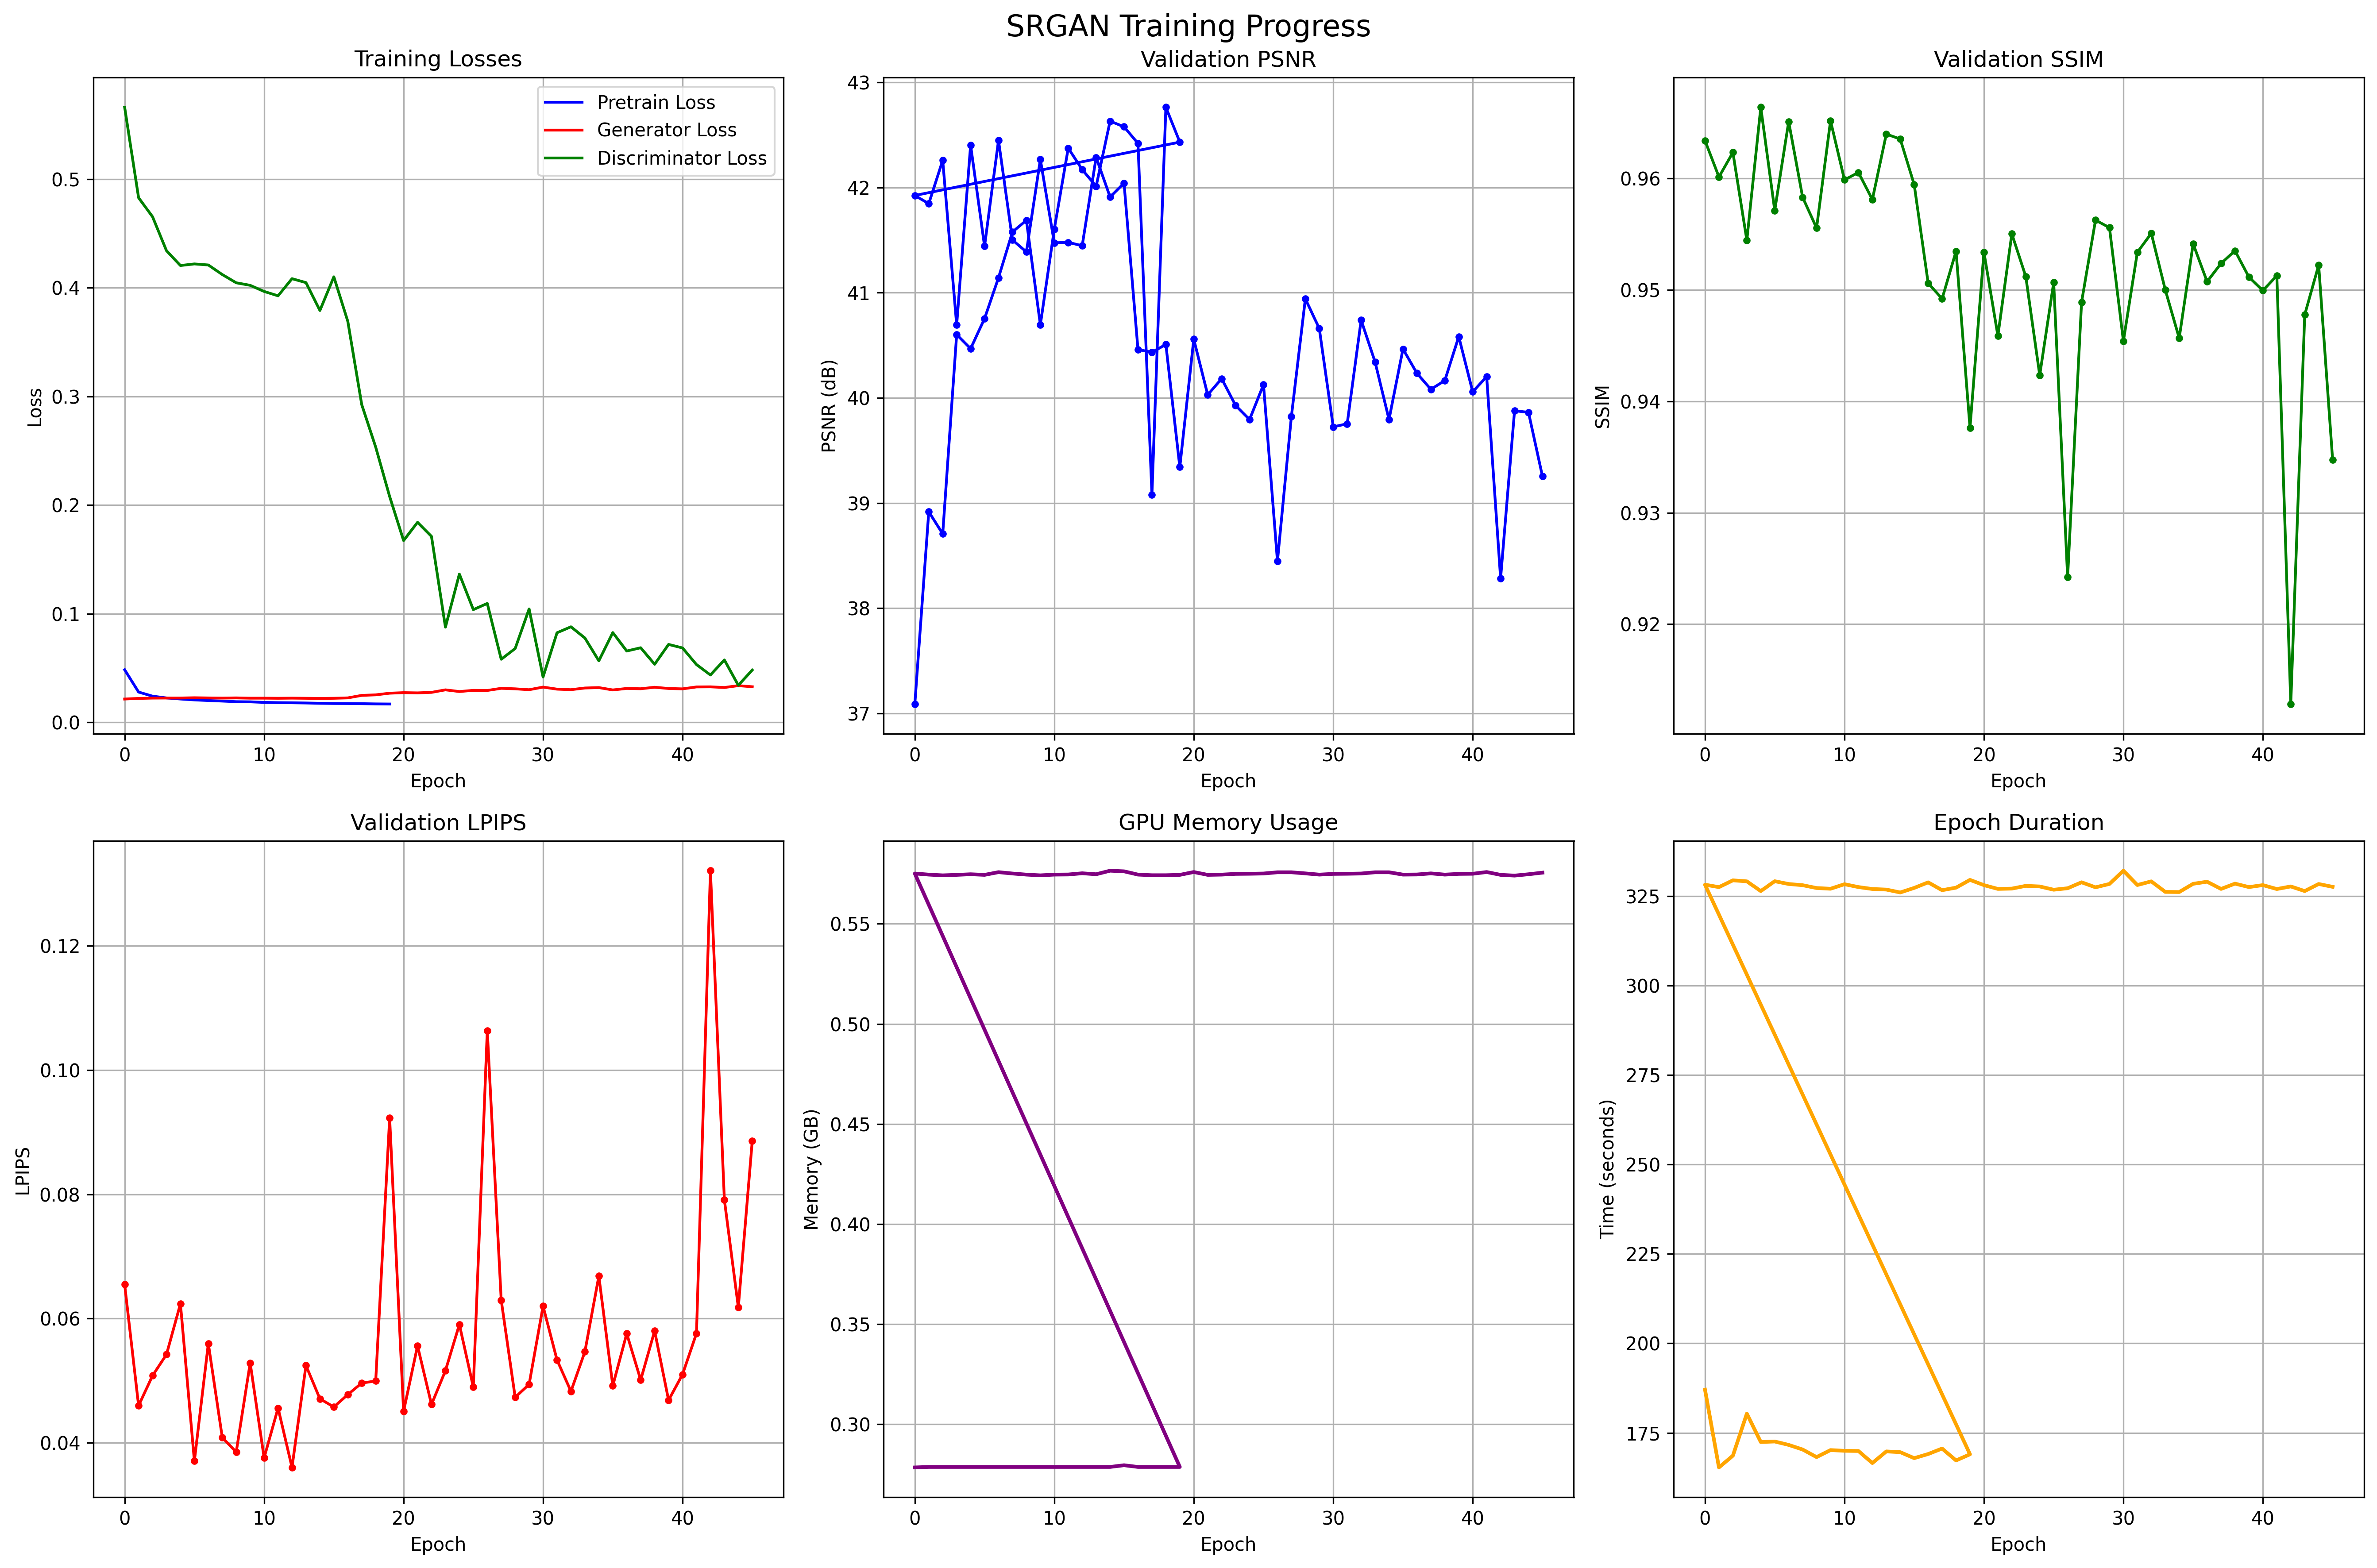 SRGAN Training Progress
Training Losses
Loss
0.5
0.4
0.3
0.2
0.1
0.0
0 10 20 30 40
Epoch
Pretrain Loss
Generator Loss
Discriminator Loss
Validation PSNR
PSNR (dB)
43
42
41
40
39
38
37
0 10 20 30 40
Epoch
Validation SSIM
SSIM
0.96
0.95
0.94
0.93
0.92
0 10 20 30 40
Epoch
Validation LPIPS
LPIPS
0.12
0.10
0.08
0.06
0.04
0 10 20 30 40
Epoch
GPU Memory Usage
Memory (GB)
0.55
0.50
0.45
0.40
0.35
0.30
0 10 20 30 40
Epoch
Epoch Duration
Time (seconds)
325
300
275
250
225
200
175
0 10 20 30 40
Epoch